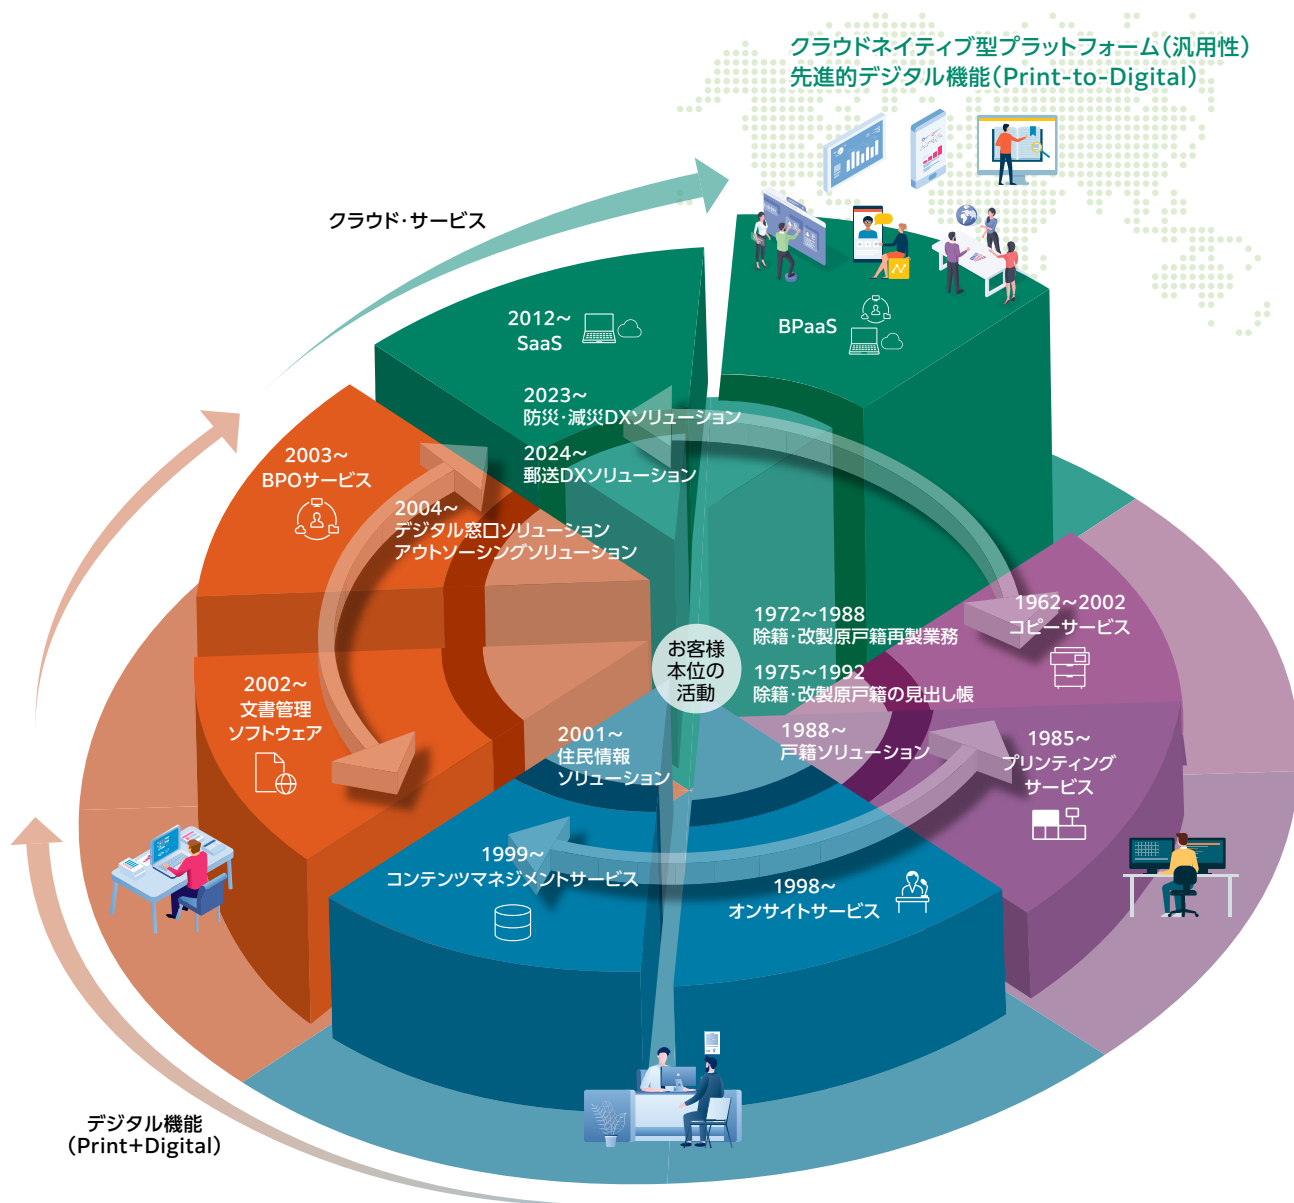 クラウドネイティブ型プラットフォーム（汎用性）
先進的デジタル機能（Print-to-Digital）
クラウド・サービス
BPaaS
2012～
SaaS
2023～
防災・減災DXソリューション
2024～
郵送DXソリューション
2003～
BPOサービス
2004～
デジタル窓口ソリューション
アウトソーシングソリューション
1962～2002
コピーサービス
1972～1988
除籍・改製原戸籍再製業務
1975～1992
除籍・改製原戸籍の見出し帳
お客様
本位の
活動
2002～
文書管理
ソフトウェア
2001～
住民情報
ソリューション
1988～
戸籍ソリューション
1985～
プリンティング
サービス
1999～
コンテンツマネジメントサービス
1998～
オンサイトサービス
デジタル機能
（Print+Digital）